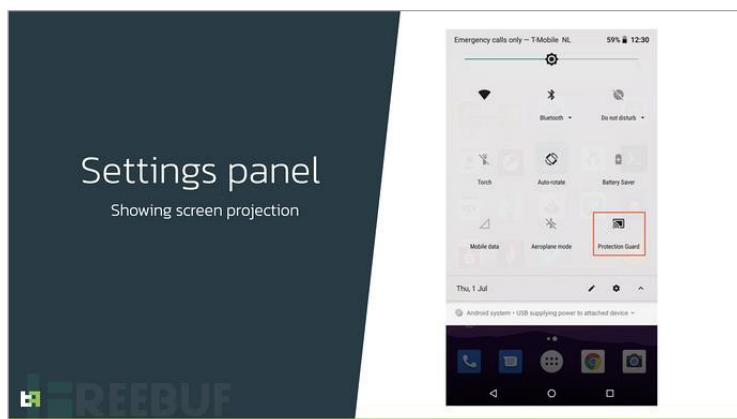 Settings panel
Showing screen projection
Emergency calls only — T-Mobile NL 59% 12:30
Bluetooth Do not disturb
Torch Auto-rotate Battery Saver
Mobile data Aeroplane mode Protection Guard
Thu, 1 Jul
Android system • USB supplying power to attached device
REEBUF